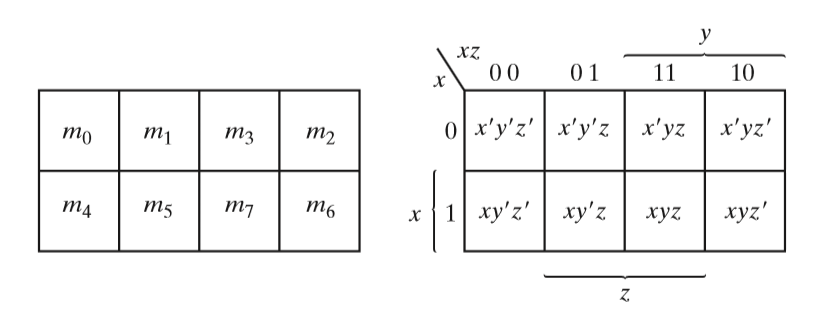 y
xz
x 00 01 11 10
m0 m1 m3 m2
0 x'y'z' x'y'z x'yz x'yz'
m4 m5 m7 m6
x 1 xy'z' xy'z xyz xyz'
z